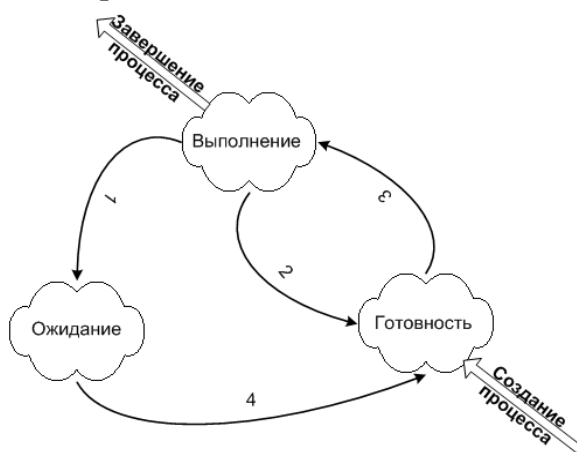 Завершение
процесса
Выполнение
1
2
3
Ожидание
Готовность
4
Создание
процесса